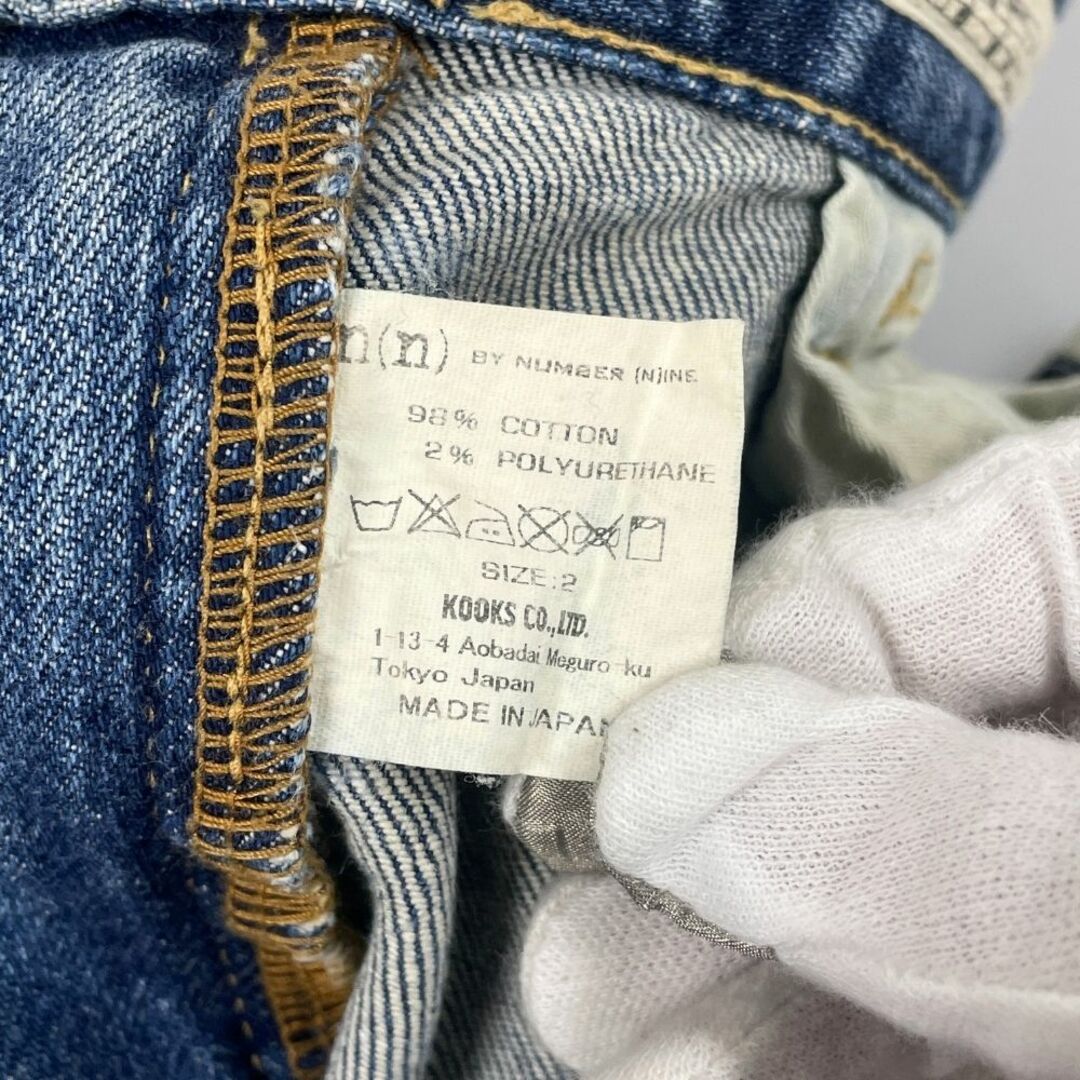 n(n) BY NUMBER (N)INE
98% COTTON
2% POLYURETHANE
SIZE:2
KOOKS CO.,LTD.
1-13-4 Aobadai Meguro-ku
Tokyo Japan
MADE IN JAPAN